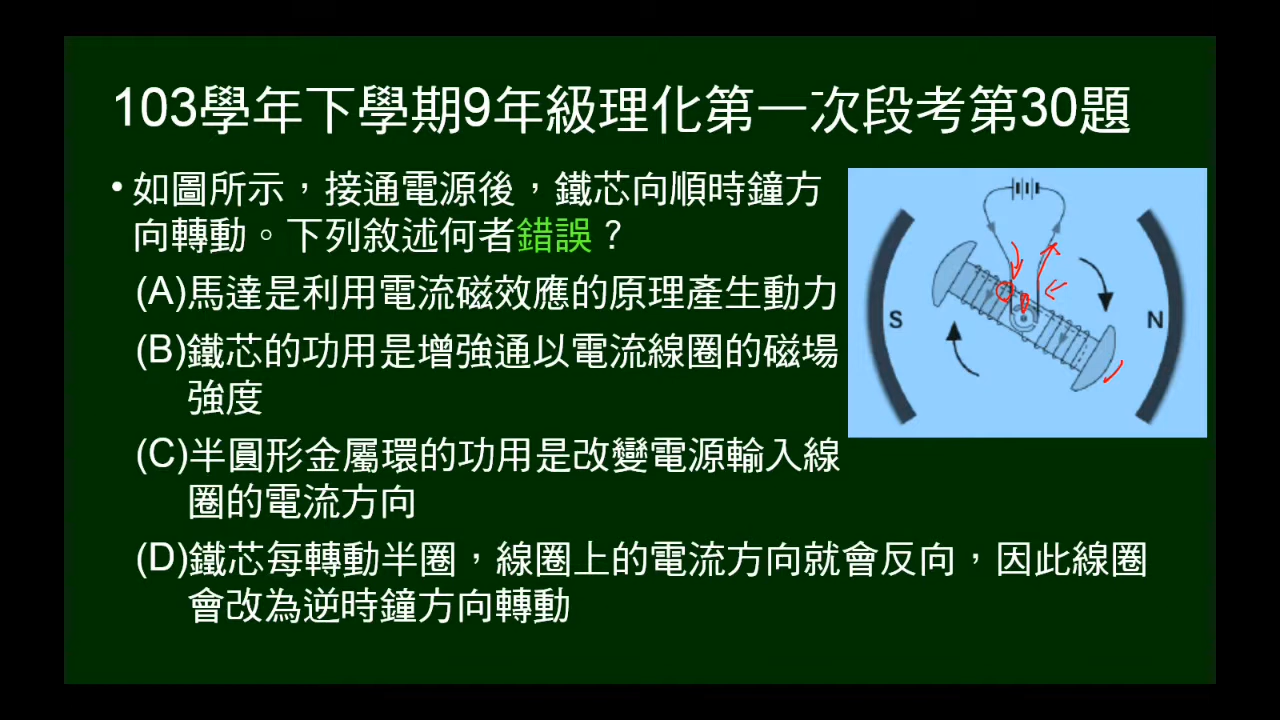 103學年下學期9年級理化第一次段考第30題
• 如圖所示，接通電源後，鐵芯向順時鐘方
向轉動。下列敘述何者錯誤？
(A)馬達是利用電流磁效應的原理產生動力
(B)鐵芯的功用是增強通以電流線圈的磁場
強度
(C)半圓形金屬環的功用是改變電源輸入線
圈的電流方向
(D)鐵芯每轉動半圈，線圈上的電流方向就會反向，因此線圈
會改為逆時鐘方向轉動
S
N